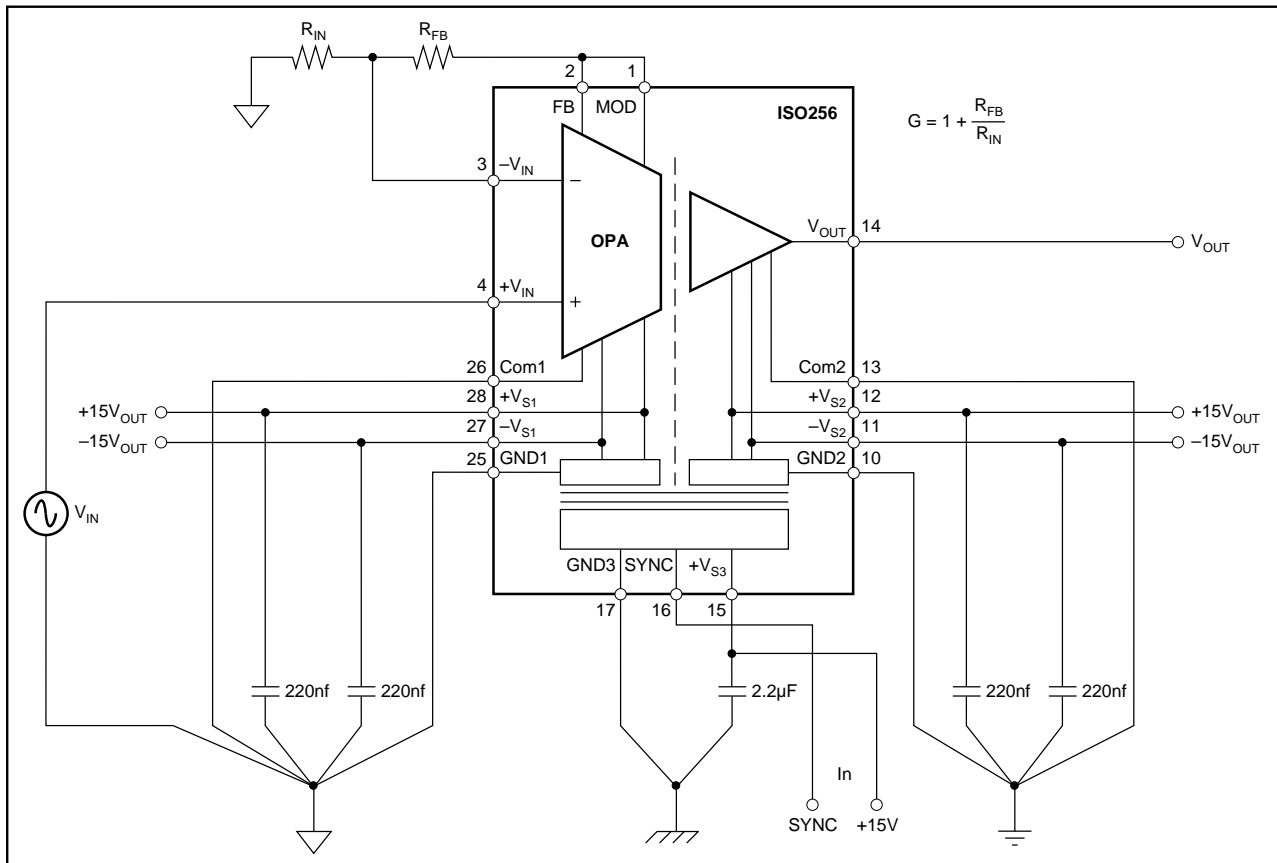 R_IN
R_FB
2
1
FB
MOD
ISO256
G = 1 + R_FB / R_IN
3
–V_IN
−
OPA
V_OUT
14
V_OUT
4
+V_IN
+
26
Com1
Com2
13
28
+V_S1
+V_S2
12
+15V_OUT
+15V_OUT
27
–V_S1
–V_S2
11
–15V_OUT
–15V_OUT
25
GND1
GND2
10
V_IN
GND3
SYNC
+V_S3
17
16
15
220nf
220nf
2.2µF
220nf
220nf
In
SYNC
+15V